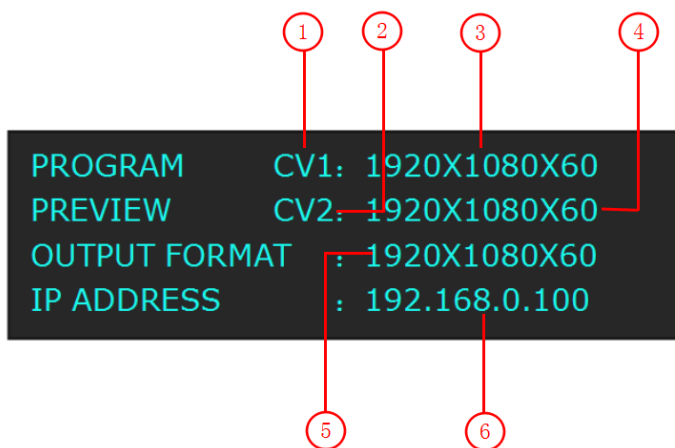 1 2 3 4
PROGRAM CV1: 1920X1080X60
PREVIEW CV2: 1920X1080X60
OUTPUT FORMAT : 1920X1080X60
IP ADDRESS : 192.168.0.100
5 6